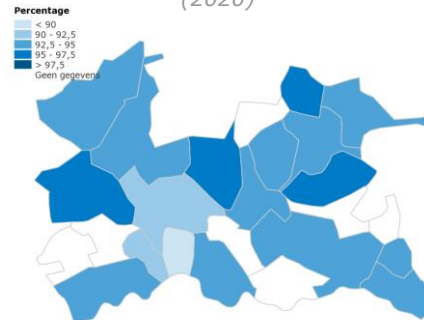 (2020)
Percentage
< 90
90 - 92,5
92,5 - 95
95 - 97,5
> 97,5
Geen gegevens